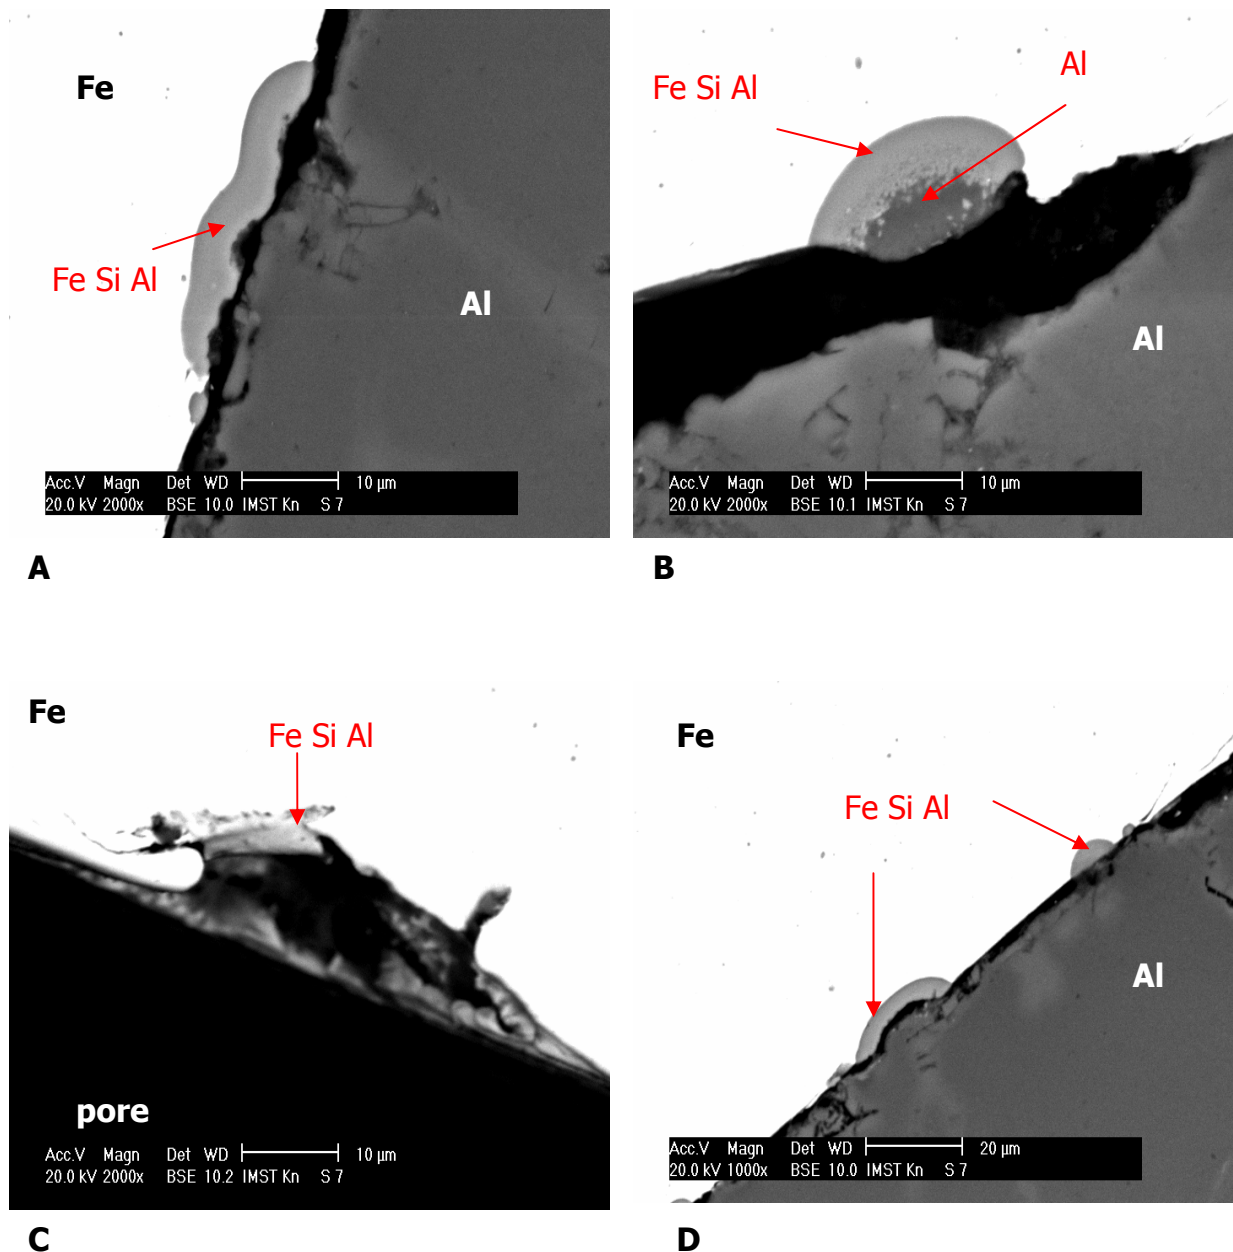 Fe
Fe Si Al
Al
Acc.V Magn Det WD 10 µm
20.0 kV 2000x BSE 10.0 IMST Kn S 7
A
Al
Fe Si Al
Al
Acc.V Magn Det WD 10 µm
20.0 kV 2000x BSE 10.1 IMST Kn S 7
B
Fe
Fe Si Al
pore
Acc.V Magn Det WD 10 µm
20.0 kV 2000x BSE 10.2 IMST Kn S 7
C
Fe
Fe Si Al
Al
Acc.V Magn Det WD 20 µm
20.0 kV 1000x BSE 10.0 IMST Kn S 7
D